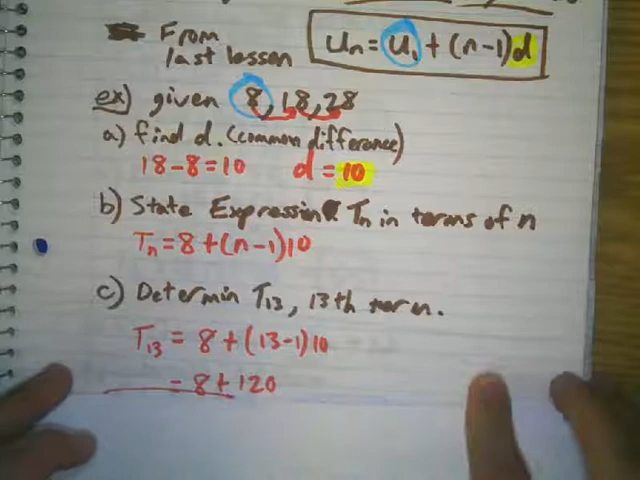 From
last lesson
Un = U1 + (n-1)d
ex) given 8, 18, 28
a) find d. (common difference)
18-8=10 d = 10
b) State Expression Tn in terms of n
Tn = 8+(n-1)10
c) Determin T13, 13th term.
T13 = 8+(13-1)10
= 8+120